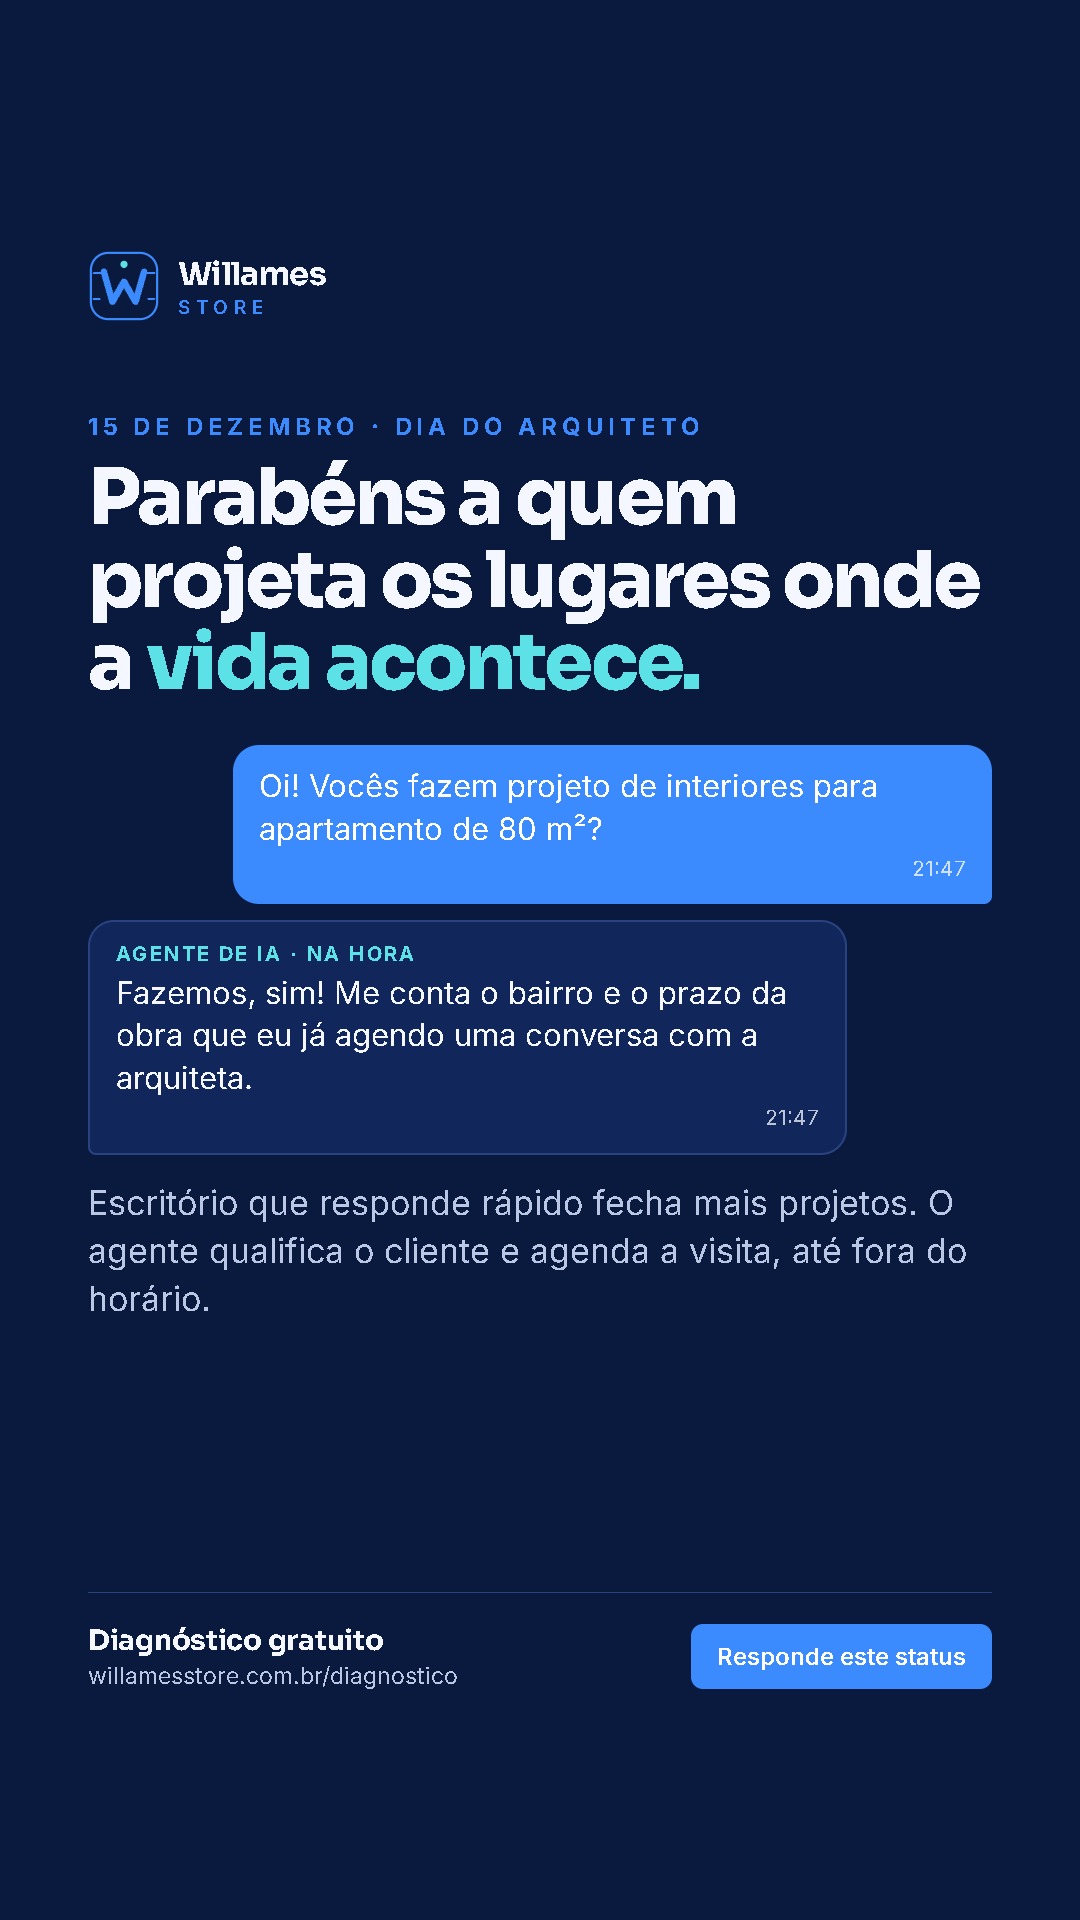 Willames
STORE
15 DE DEZEMBRO · DIA DO ARQUITETO
Parabéns a quem
projeta os lugares onde
a vida acontece.
Oi! Vocês fazem projeto de interiores para
apartamento de 80 m²?
21:47
AGENTE DE IA · NA HORA
Fazemos, sim! Me conta o bairro e o prazo da
obra que eu já agendo uma conversa com a
arquiteta.
21:47
Escritório que responde rápido fecha mais projetos. O
agente qualifica o cliente e agenda a visita, até fora do
horário.
Diagnóstico gratuito
willamesstore.com.br/diagnostico
Responde este status